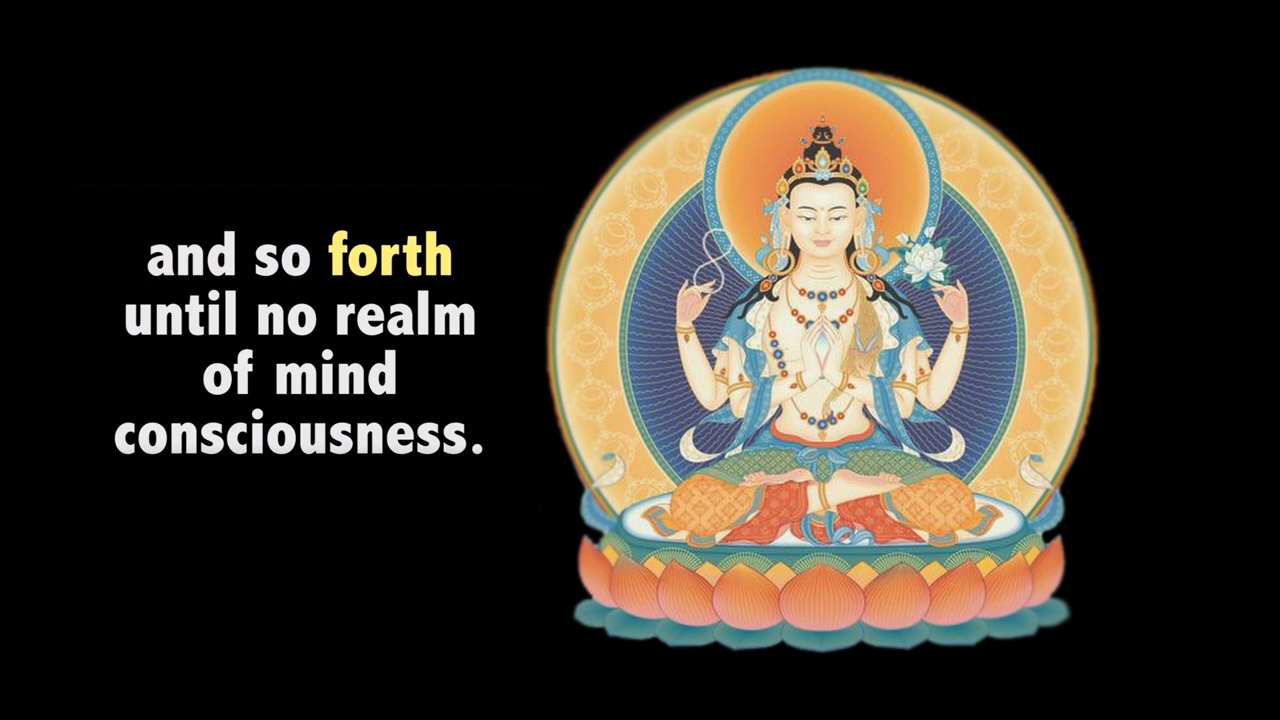 and so forth
until no realm
of mind
consciousness.